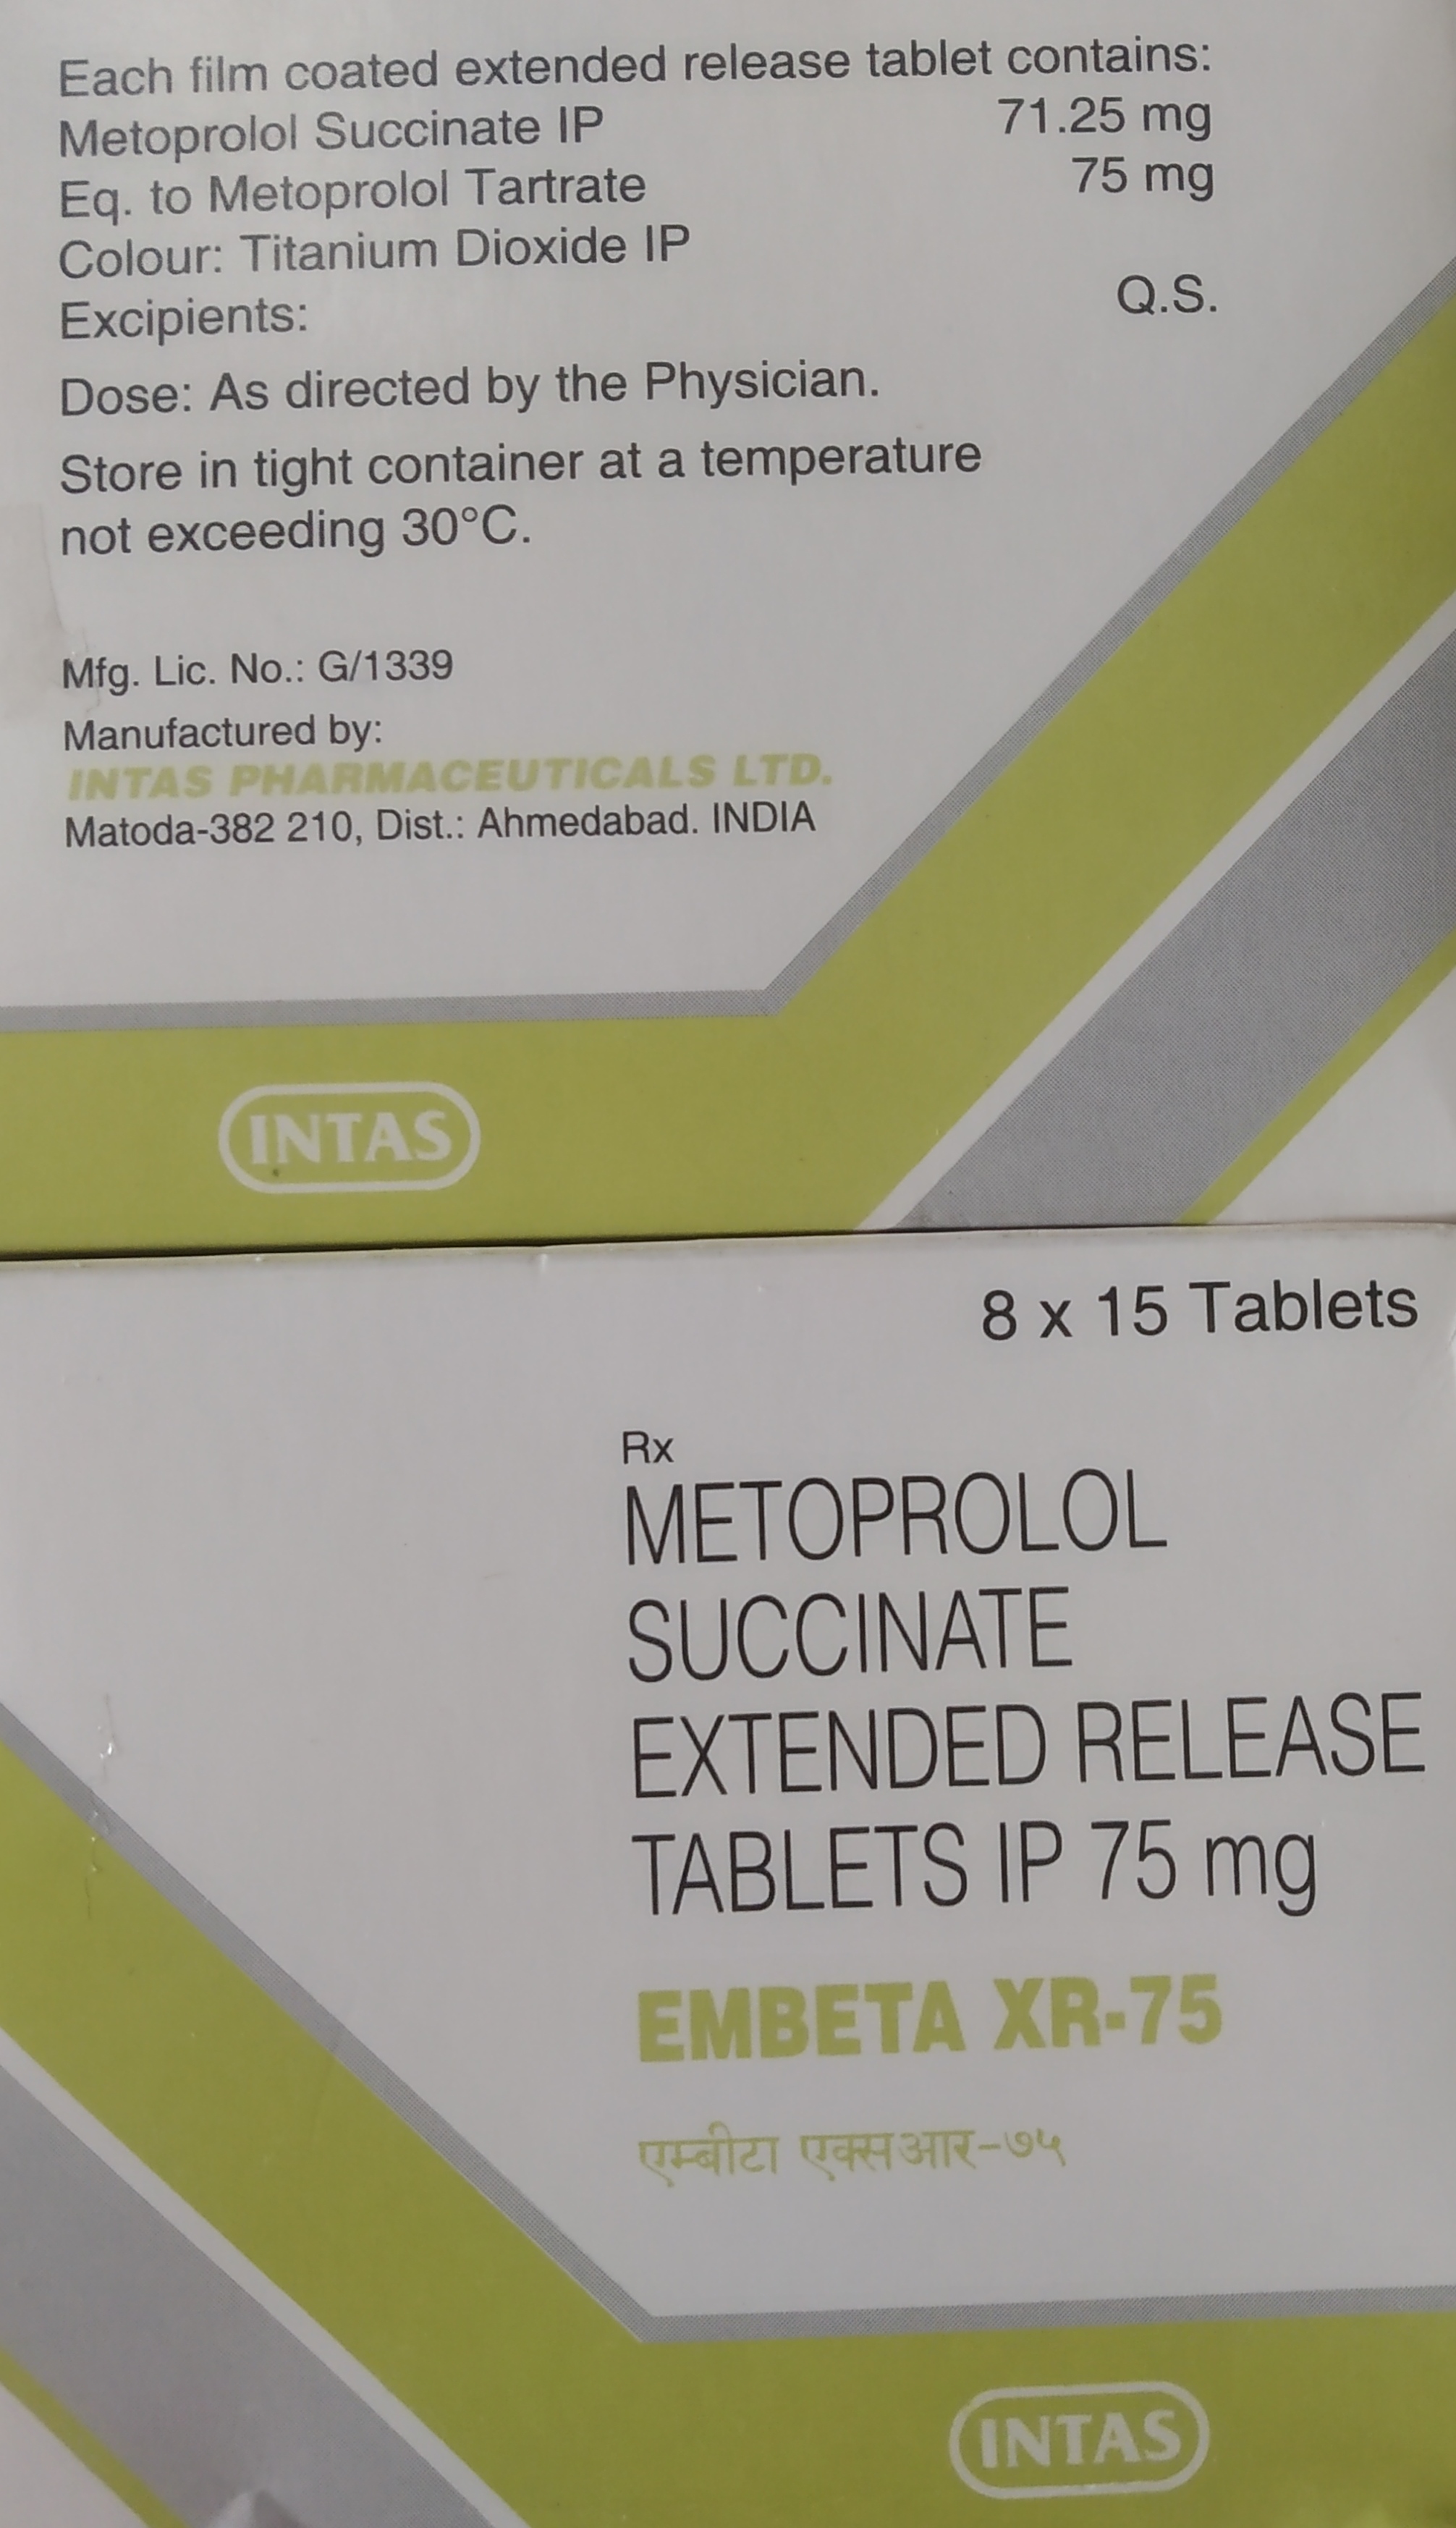 Each film coated extended release tablet contains:
Metoprolol Succinate IP 71.25 mg
Eq. to Metoprolol Tartrate 75 mg
Colour: Titanium Dioxide IP
Excipients: Q.S.
Dose: As directed by the Physician.
Store in tight container at a temperature
not exceeding 30°C.
Mfg. Lic. No.: G/1339
Manufactured by:
INTAS PHARMACEUTICALS LTD.
Matoda-382 210, Dist.: Ahmedabad. INDIA
INTAS
8 x 15 Tablets
Rx
METOPROLOL
SUCCINATE
EXTENDED RELEASE
TABLETS IP 75 mg
EMBETA XR-75
एम्बीटा एक्सआर-७५
INTAS